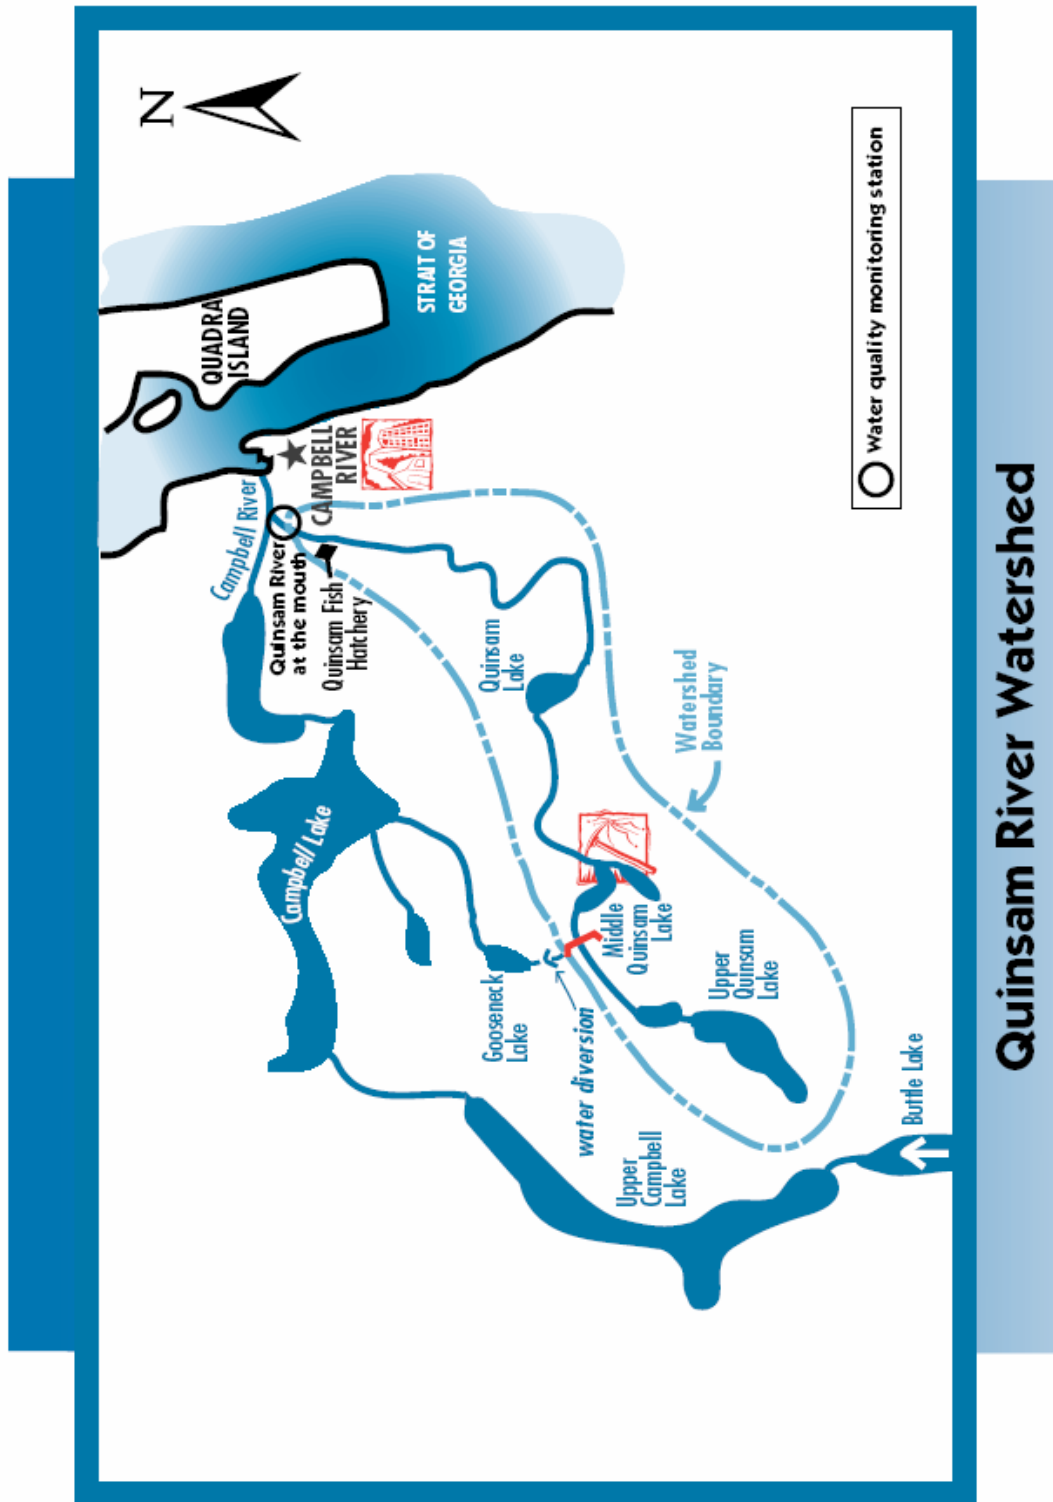 N
QUADRA
ISLAND
STRAIT OF
GEORGIA
CAMPBELL
RIVER
Campbell River
Quinsam River
at the mouth
Quinsam Fish
Hatchery
Campbell Lake
Quinsam
Lake
Watershed
Boundary
Gooseneck
Lake
water diversion
Middle
Quinsam
Lake
Upper
Quinsam
Lake
Upper
Campbell
Lake
Buttle Lake
Water quality monitoring station
Quinsam River Watershed